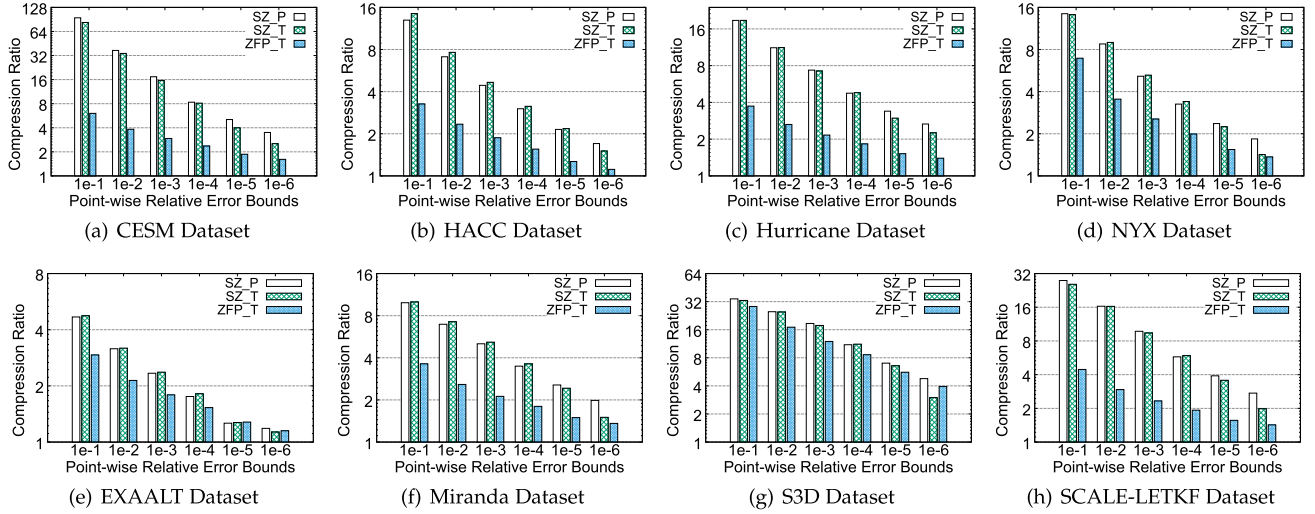 128
64
32
16
8
4
2
1
Compression Ratio
SZ_P
SZ_T
ZFP_T
1e-1 1e-2 1e-3 1e-4 1e-5 1e-6
Point-wise Relative Error Bounds
(a) CESM Dataset
16
8
4
2
1
Compression Ratio
SZ_P
SZ_T
ZFP_T
1e-1 1e-2 1e-3 1e-4 1e-5 1e-6
Point-wise Relative Error Bounds
(b) HACC Dataset
16
8
4
2
1
Compression Ratio
SZ_P
SZ_T
ZFP_T
1e-1 1e-2 1e-3 1e-4 1e-5 1e-6
Point-wise Relative Error Bounds
(c) Hurricane Dataset
16
8
4
2
1
Compression Ratio
SZ_P
SZ_T
ZFP_T
1e-1 1e-2 1e-3 1e-4 1e-5 1e-6
Point-wise Relative Error Bounds
(d) NYX Dataset
8
4
2
1
Compression Ratio
SZ_P
SZ_T
ZFP_T
1e-1 1e-2 1e-3 1e-4 1e-5 1e-6
Point-wise Relative Error Bounds
(e) EXAALT Dataset
16
8
4
2
1
Compression Ratio
SZ_P
SZ_T
ZFP_T
1e-1 1e-2 1e-3 1e-4 1e-5 1e-6
Point-wise Relative Error Bounds
(f) Miranda Dataset
64
32
16
8
4
2
1
Compression Ratio
SZ_P
SZ_T
ZFP_T
1e-1 1e-2 1e-3 1e-4 1e-5 1e-6
Point-wise Relative Error Bounds
(g) S3D Dataset
32
16
8
4
2
1
Compression Ratio
SZ_P
SZ_T
ZFP_T
1e-1 1e-2 1e-3 1e-4 1e-5 1e-6
Point-wise Relative Error Bounds
(h) SCALE-LETKF Dataset